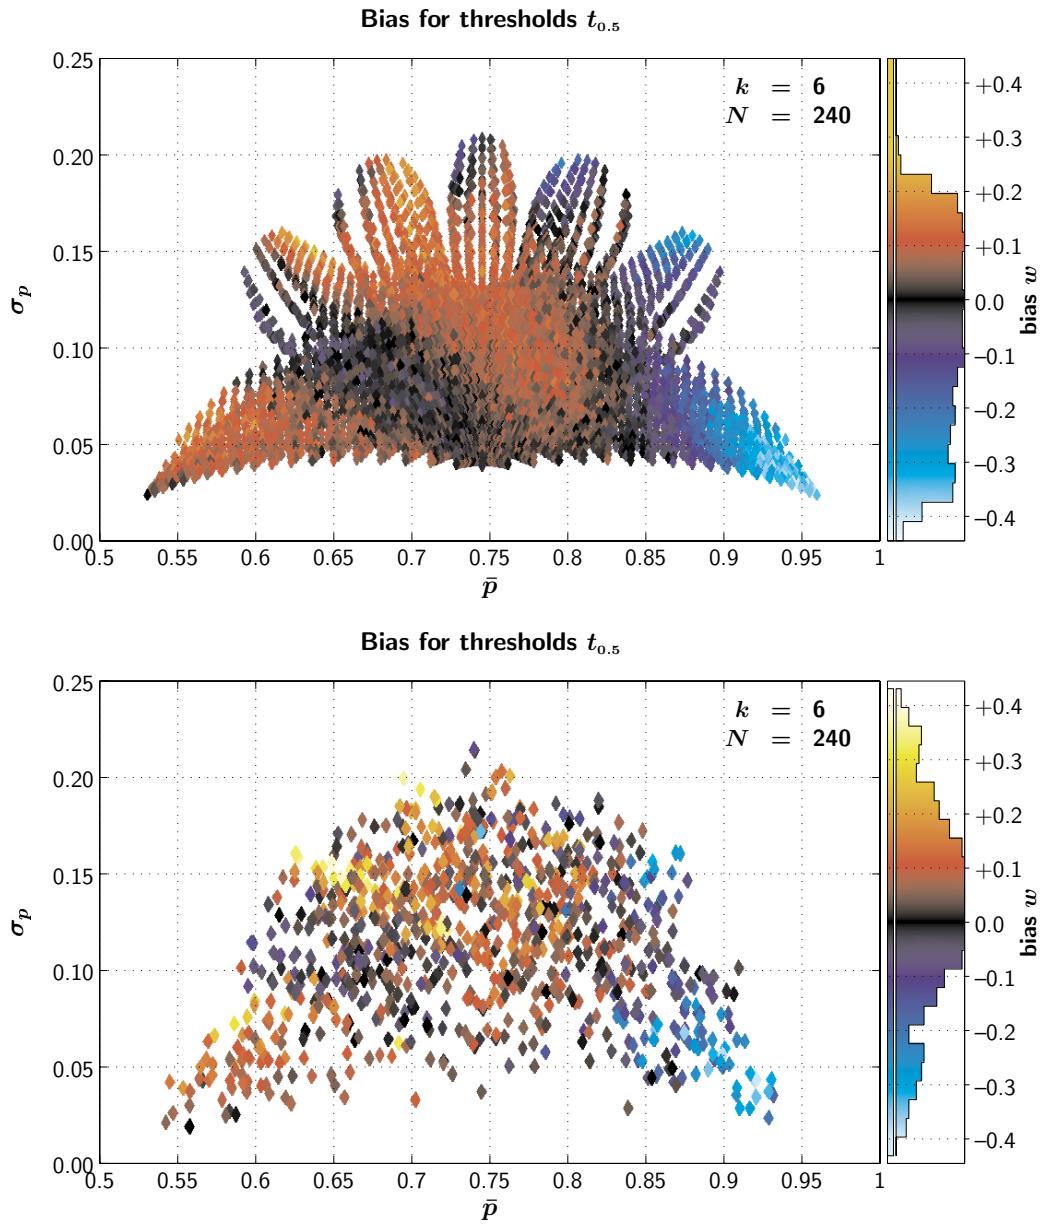 Bias for thresholds t0.5
0.25
k = 6
N = 240
+0.4
+0.3
0.20
+0.2
0.15
+0.1
σp
bias w
0.0
0.10
−0.1
−0.2
0.05
−0.3
−0.4
0.00
0.5 0.55 0.6 0.65 0.7 0.75 0.8 0.85 0.9 0.95 1
p̄
Bias for thresholds t0.5
0.25
k = 6
N = 240
+0.4
+0.3
0.20
+0.2
0.15
+0.1
σp
bias w
0.0
0.10
−0.1
−0.2
0.05
−0.3
−0.4
0.00
0.5 0.55 0.6 0.65 0.7 0.75 0.8 0.85 0.9 0.95 1
p̄